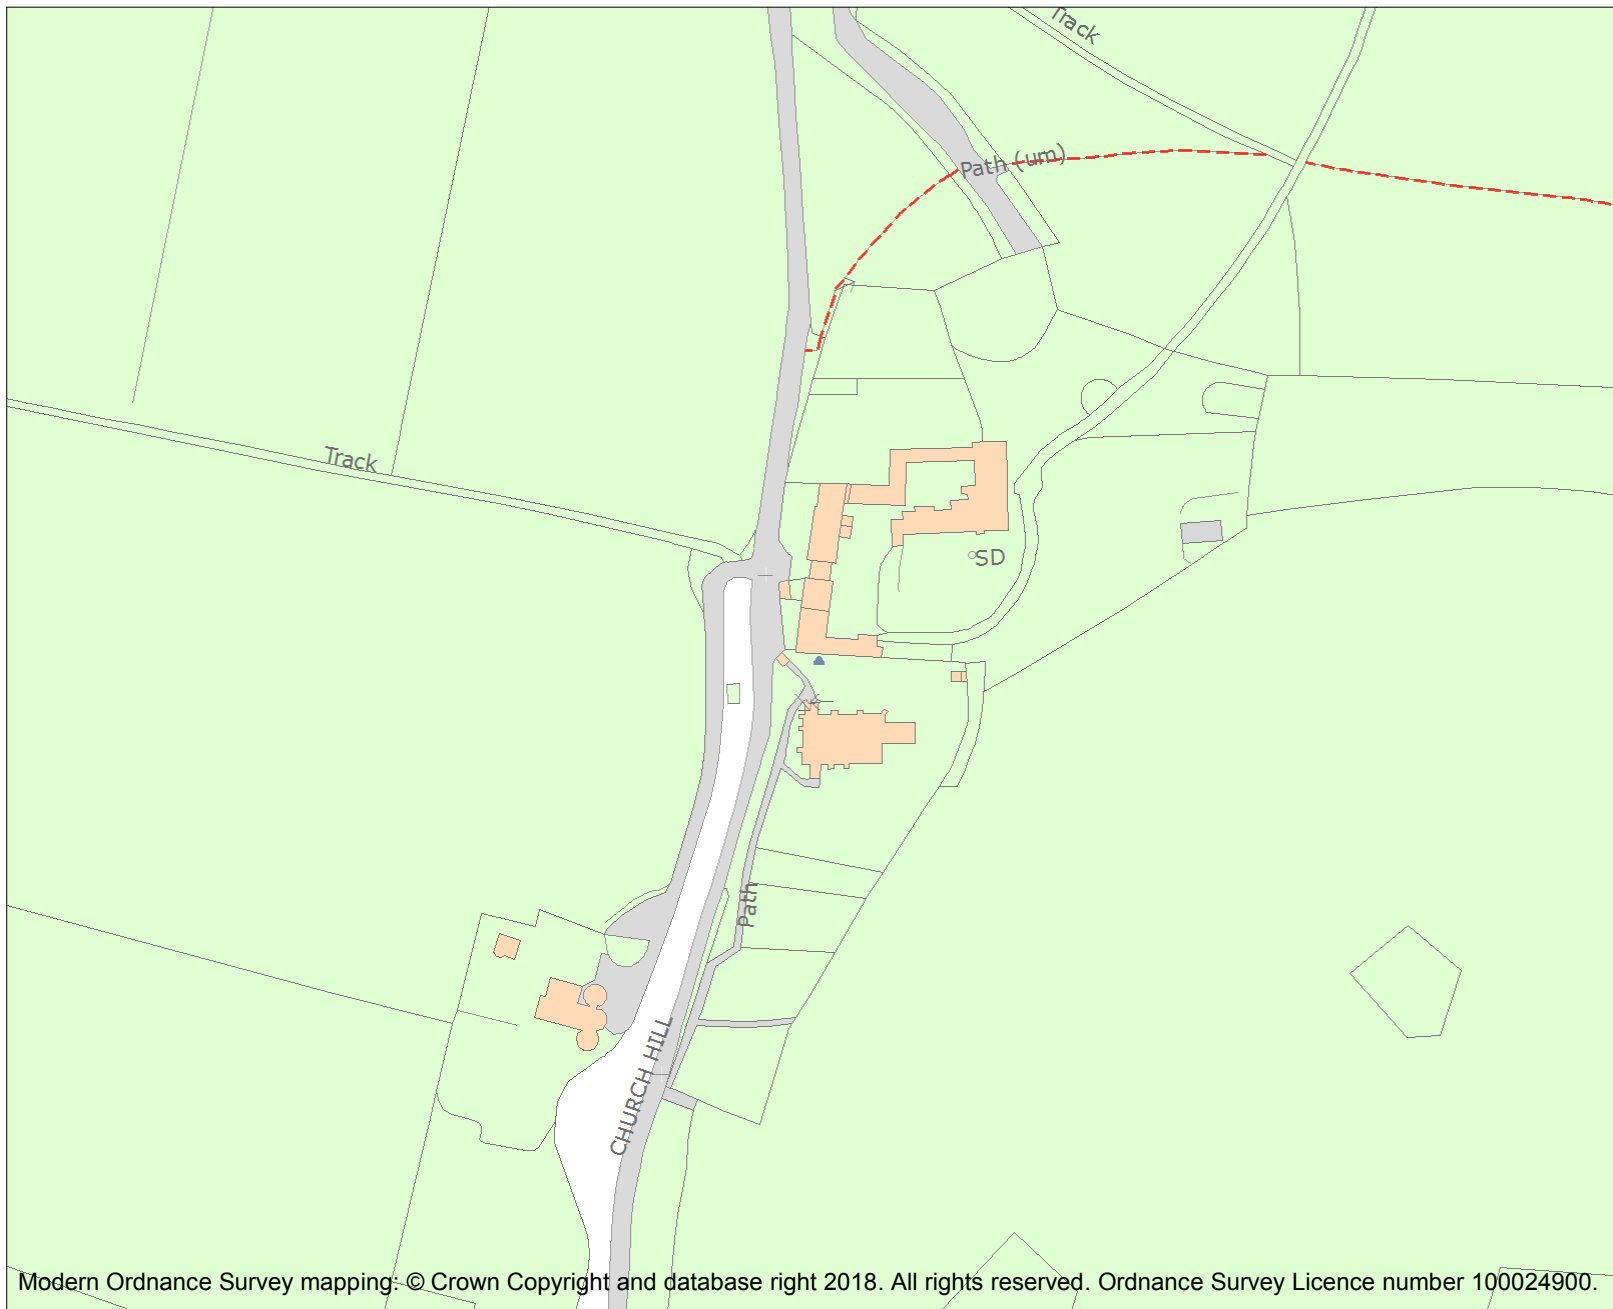 Track
Path (um)
Track
SD
Path
CHURCH HILL
Modern Ordnance Survey mapping: © Crown Copyright and database right 2018. All rights reserved. Ordnance Survey Licence number 100024900.